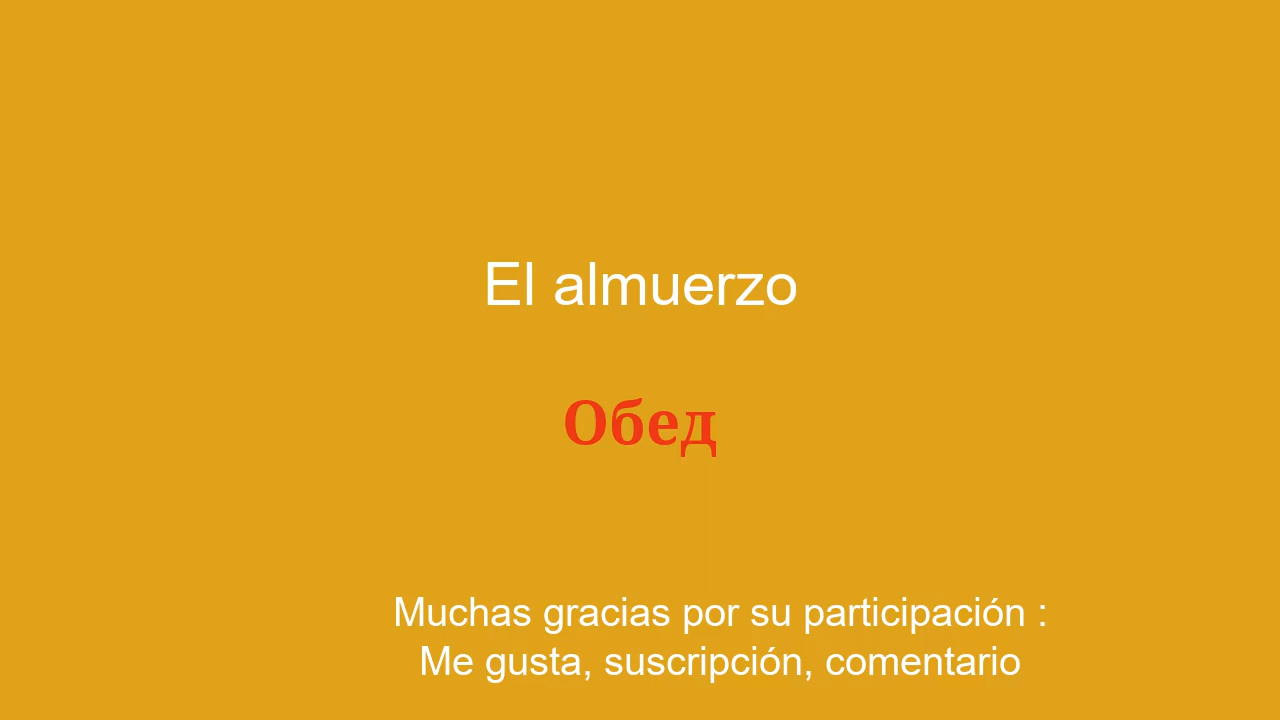 El almuerzo
Обед
Muchas gracias por su participación :
Me gusta, suscripción, comentario